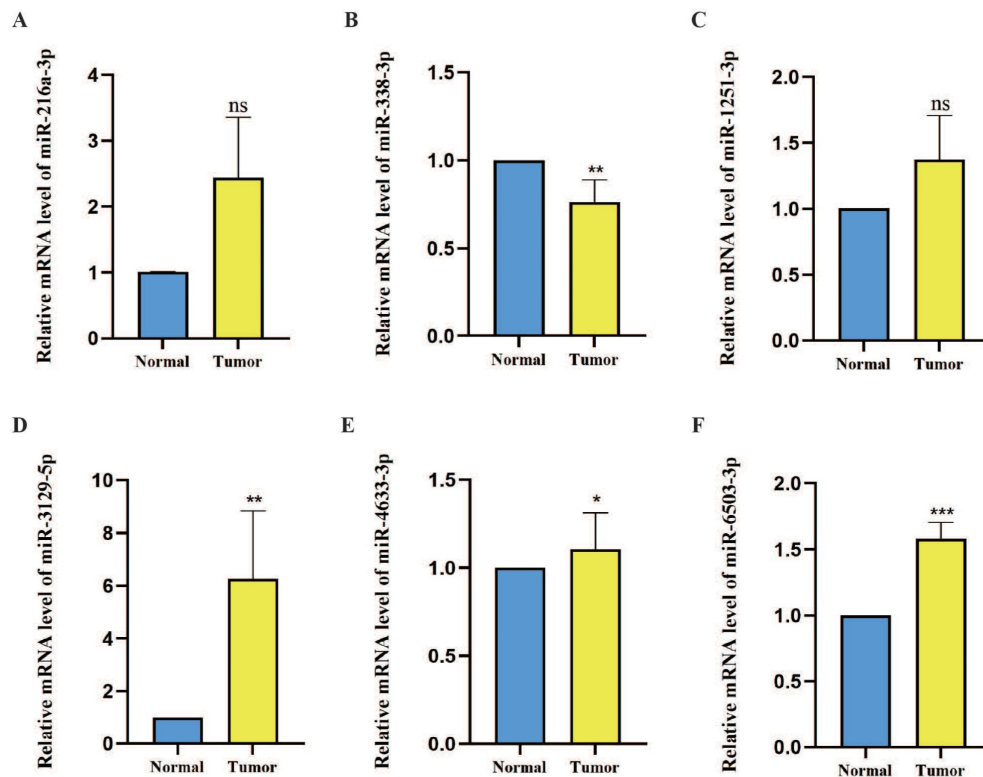 A
Relative mRNA level of miR-216a-3p
4
3
2
1
0
ns
Normal Tumor
B
Relative mRNA level of miR-338-3p
1.5
1.0
0.5
0.0
**
Normal Tumor
C
Relative mRNA level of miR-1251-3p
2.0
1.5
1.0
0.5
0.0
ns
Normal Tumor
D
Relative mRNA level of miR-3129-5p
10
8
6
4
2
0
**
Normal Tumor
E
Relative mRNA level of miR-4633-3p
1.5
1.0
0.5
0.0
*
Normal Tumor
F
Relative mRNA level of miR-6503-3p
2.0
1.5
1.0
0.5
0.0
***
Normal Tumor